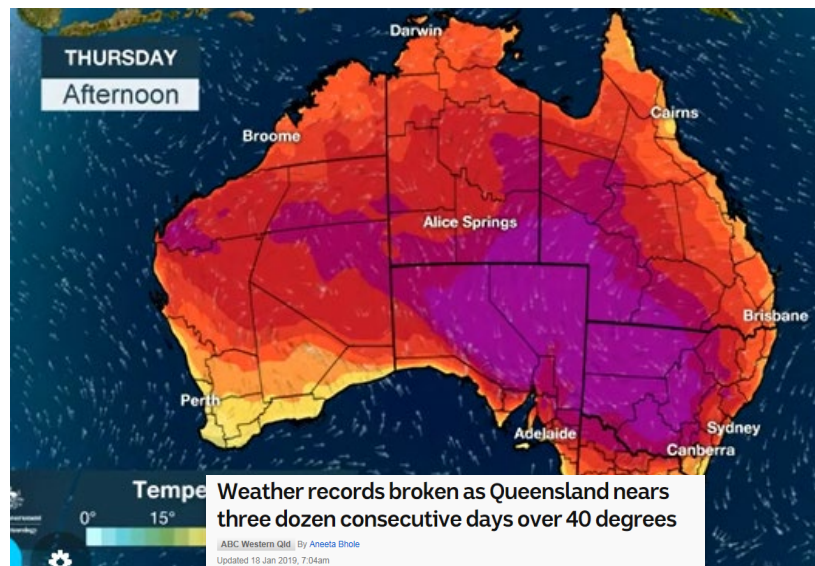 THURSDAY
Afternoon
Darwin
Cairns
Broome
Alice Springs
Brisbane
Perth
Sydney
Adelaide
Canberra
Tempe
0° 15°
Weather records broken as Queensland nears
three dozen consecutive days over 40 degrees
ABC Western Qld By Aneeta Bhole
Updated 18 Jan 2019, 7:04am